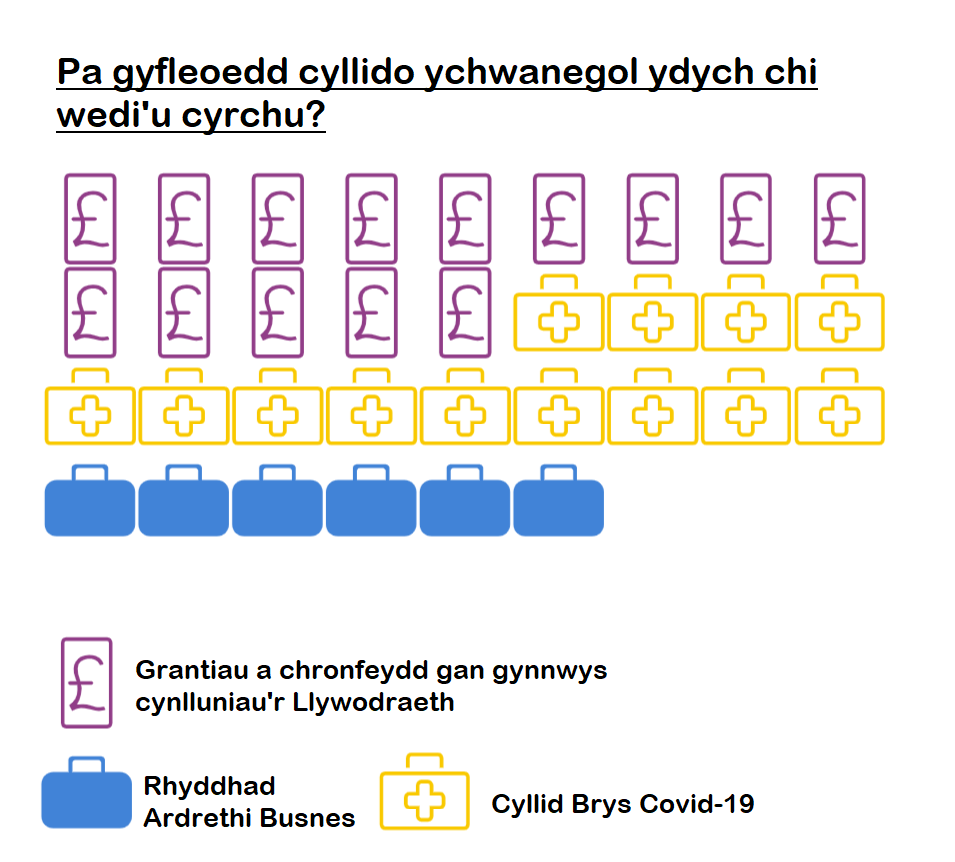 Pa gyfleoedd cyllido ychwanegol ydych chi
wedi'u cyrchu?
£ £ £ £ £ £ £ £ £
£ £ £ £ £
£
Grantiau a chronfeydd gan gynnwys
cynlluniau'r Llywodraeth
Rhyddhad
Ardrethi Busnes
Cyllid Brys Covid-19